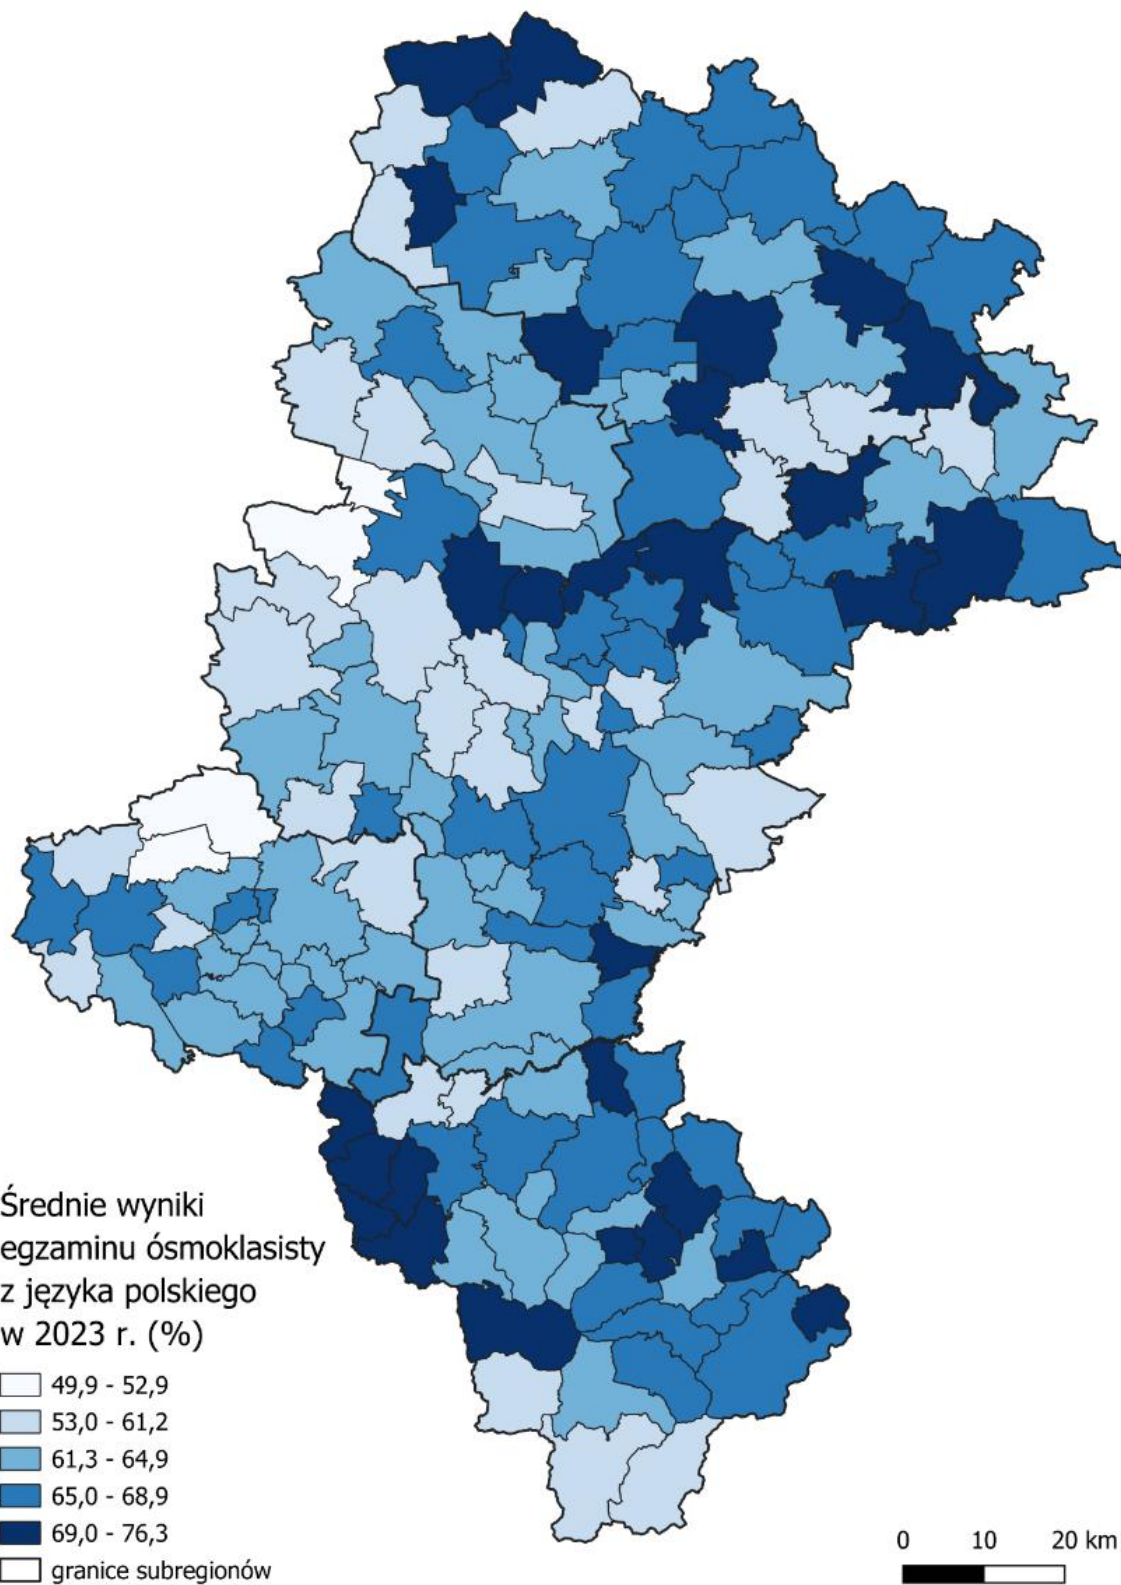 Średnie wyniki
egzaminu ósmoklasisty
z języka polskiego
w 2023 r. (%)
49,9 - 52,9
53,0 - 61,2
61,3 - 64,9
65,0 - 68,9
69,0 - 76,3
granice subregionów
0 10 20 km